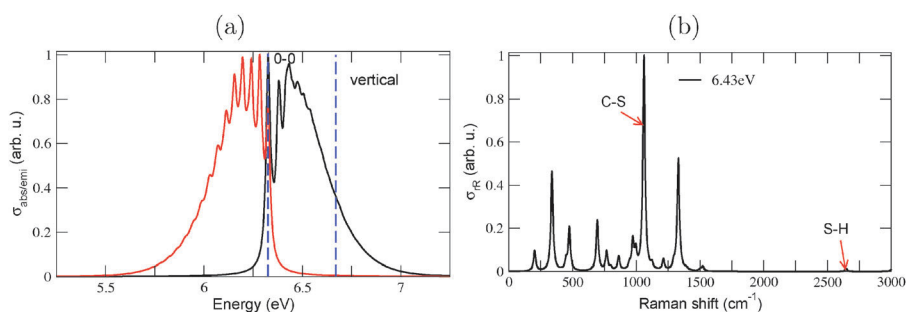 (a)
(b)
1
0.8
0.6
0.4
0.2
0
σabs/emi (arb. u.)
0-0
vertical
5.5
6
6.5
7
Energy (eV)
1
0.8
0.6
0.4
0.2
0
σrR (arb. u.)
6.43eV
C-S
S-H
0
500
1000
1500
2000
2500
3000
Raman shift (cm⁻¹)